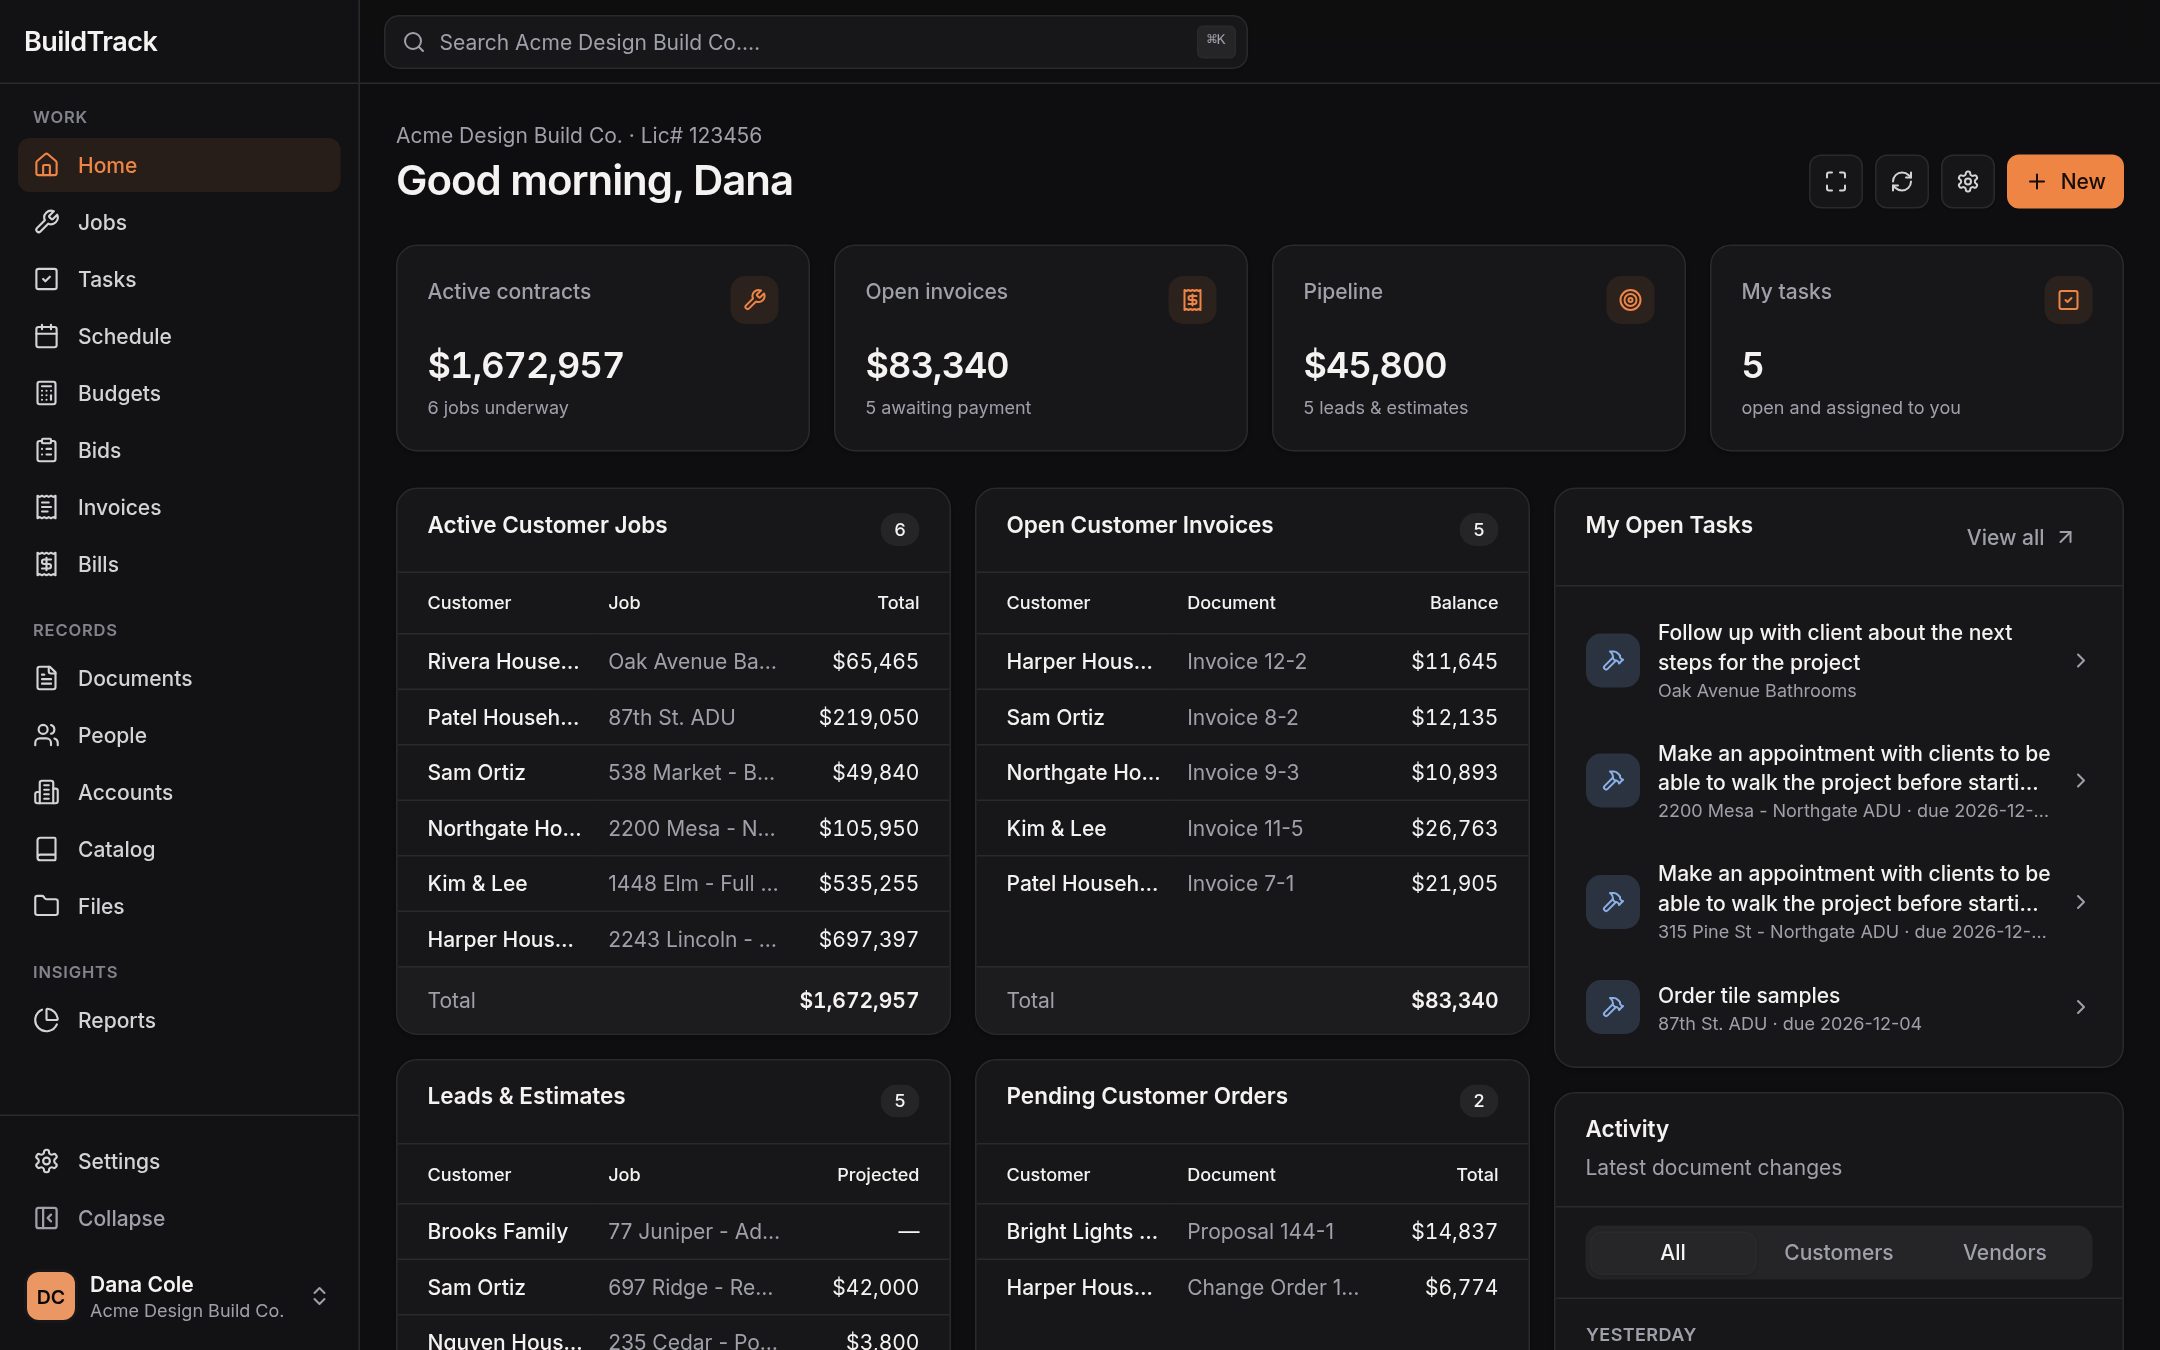 BuildTrack
Search Acme Design Build Co....
⌘K
WORK
Home
Jobs
Tasks
Schedule
Budgets
Bids
Invoices
Bills
RECORDS
Documents
People
Accounts
Catalog
Files
INSIGHTS
Reports
Settings
Collapse
DC
Dana Cole
Acme Design Build Co.
Acme Design Build Co. · Lic# 123456
Good morning, Dana
New
Active contracts
$1,672,957
6 jobs underway
Open invoices
$83,340
5 awaiting payment
Pipeline
$45,800
5 leads & estimates
My tasks
5
open and assigned to you
Active Customer Jobs 6
Customer Job Total
Rivera House... Oak Avenue Ba... $65,465
Patel Househ... 87th St. ADU $219,050
Sam Ortiz 538 Market - B... $49,840
Northgate Ho... 2200 Mesa - N... $105,950
Kim & Lee 1448 Elm - Full ... $535,255
Harper Hous... 2243 Lincoln - ... $697,397
Total $1,672,957
Open Customer Invoices 5
Customer Document Balance
Harper Hous... Invoice 12-2 $11,645
Sam Ortiz Invoice 8-2 $12,135
Northgate Ho... Invoice 9-3 $10,893
Kim & Lee Invoice 11-5 $26,763
Patel Househ... Invoice 7-1 $21,905
Total $83,340
My Open Tasks View all
Follow up with client about the next
steps for the project
Oak Avenue Bathrooms
Make an appointment with clients to be
able to walk the project before starti...
2200 Mesa - Northgate ADU · due 2026-12-...
Make an appointment with clients to be
able to walk the project before starti...
315 Pine St - Northgate ADU · due 2026-12-...
Order tile samples
87th St. ADU · due 2026-12-04
Leads & Estimates 5
Customer Job Projected
Brooks Family 77 Juniper - Ad... —
Sam Ortiz 697 Ridge - Re... $42,000
Nguyen Hous... 235 Cedar - Po... $3,800
Pending Customer Orders 2
Customer Document Total
Bright Lights ... Proposal 144-1 $14,837
Harper Hous... Change Order 1... $6,774
Activity
Latest document changes
All Customers Vendors
YESTERDAY